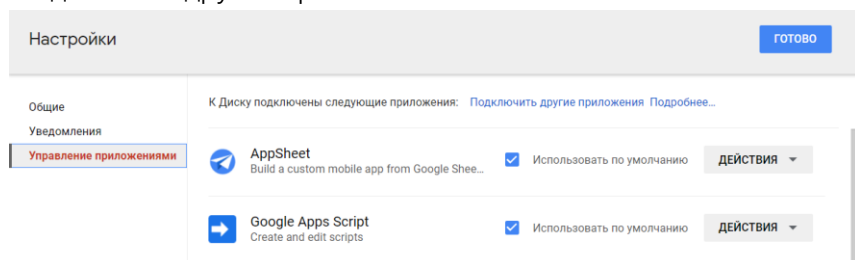 Настройки
ГОТОВО
Общие
Уведомления
Управление приложениями
К Диску подключены следующие приложения: Подключить другие приложения Подробнее...
AppSheet
Build a custom mobile app from Google Shee...
Использовать по умолчанию
ДЕЙСТВИЯ
Google Apps Script
Create and edit scripts
Использовать по умолчанию
ДЕЙСТВИЯ